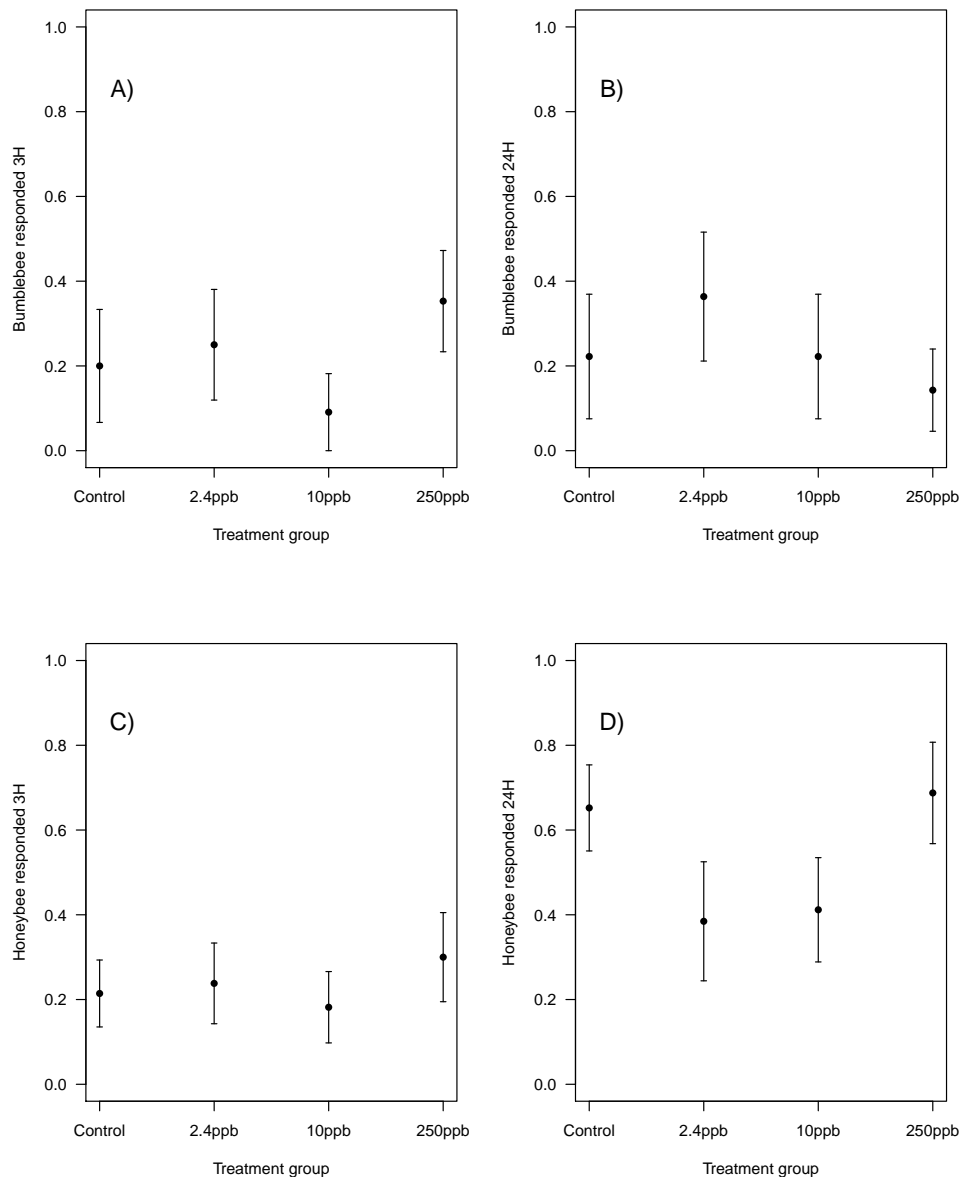 A)
Bumblebee responded 3H
1.0
0.8
0.6
0.4
0.2
0.0
Control 2.4ppb 10ppb 250ppb
Treatment group
B)
Bumblebee responded 24H
1.0
0.8
0.6
0.4
0.2
0.0
Control 2.4ppb 10ppb 250ppb
Treatment group
C)
Honeybee responded 3H
1.0
0.8
0.6
0.4
0.2
0.0
Control 2.4ppb 10ppb 250ppb
Treatment group
D)
Honeybee responded 24H
1.0
0.8
0.6
0.4
0.2
0.0
Control 2.4ppb 10ppb 250ppb
Treatment group